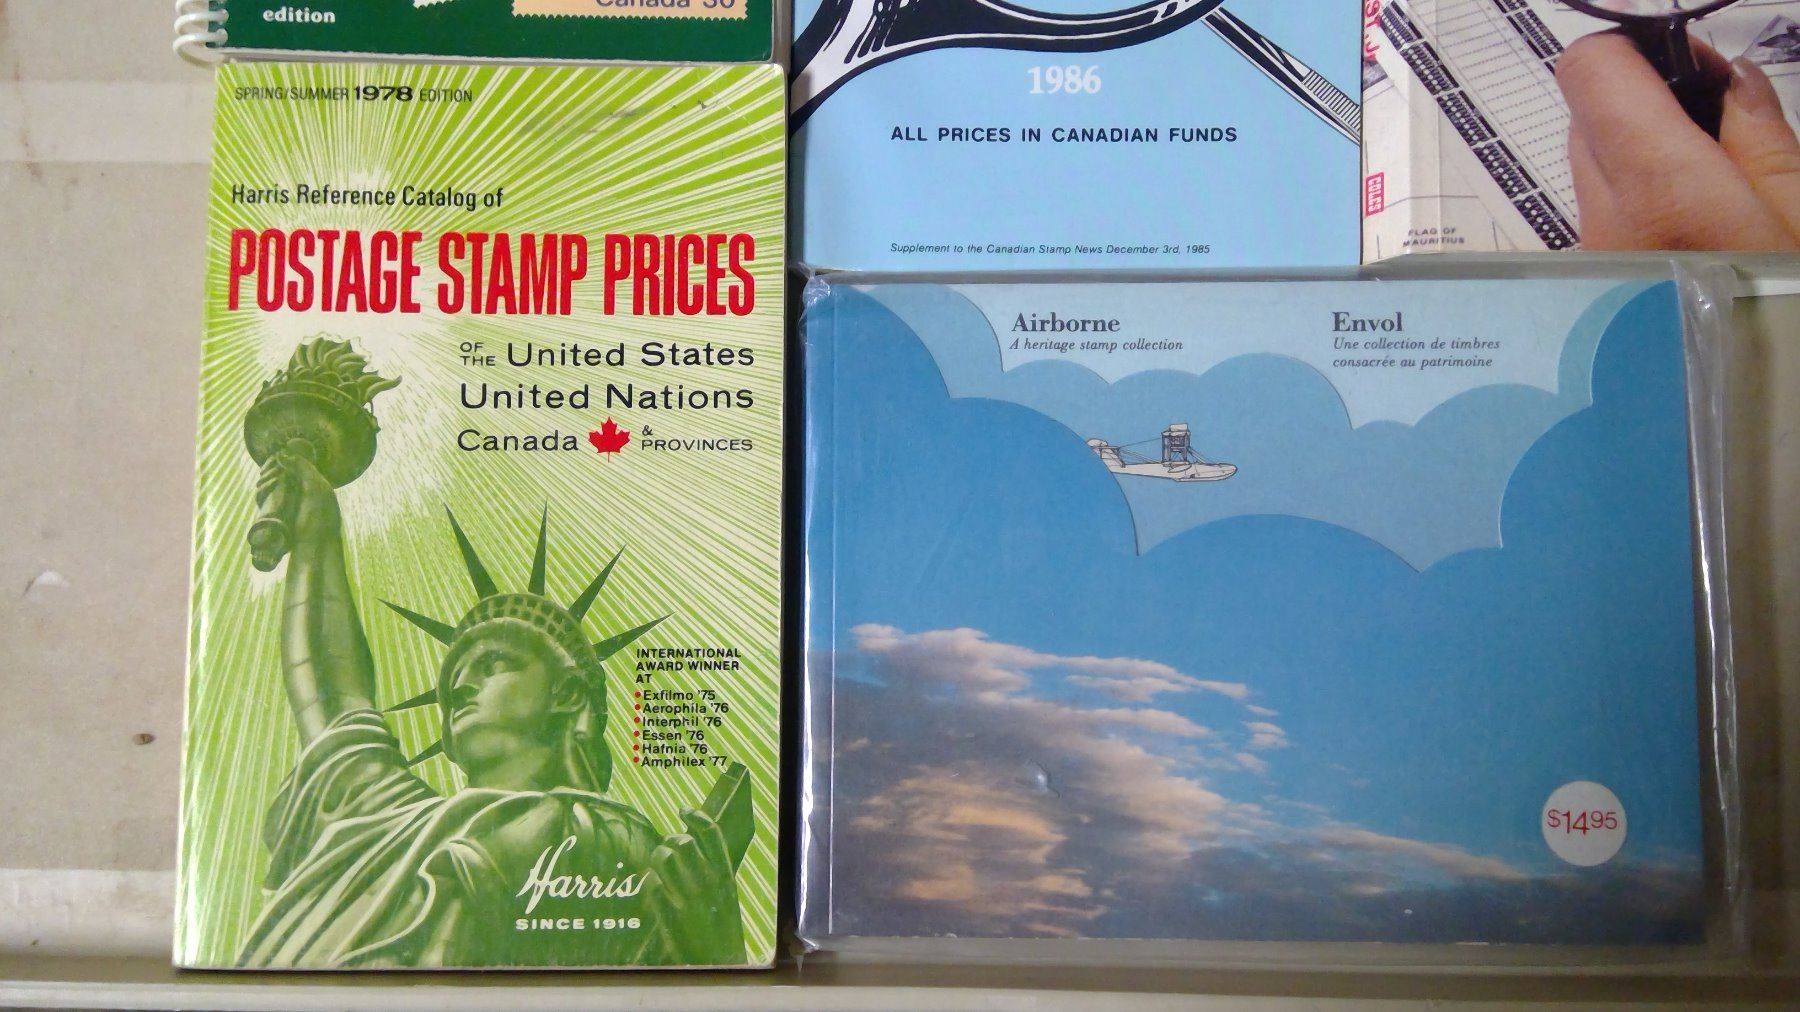 edition
Canada 30
SPRING/SUMMER 1978 EDITION
Harris Reference Catalog of
POSTAGE STAMP PRICES
OF THE United States
United Nations
Canada & PROVINCES
INTERNATIONAL
AWARD WINNER
AT
• Exfilmo '75
• Aerophila '76
• Interphil '76
• Essen '76
• Hafnia '76
• Amphilex '77
Harris
SINCE 1916
1986
ALL PRICES IN CANADIAN FUNDS
Supplement to the Canadian Stamp News December 3rd, 1985
COLES
FLAG OF
MAURITIUS
Airborne
A heritage stamp collection
Envol
Une collection de timbres
consacrée au patrimoine
$1495